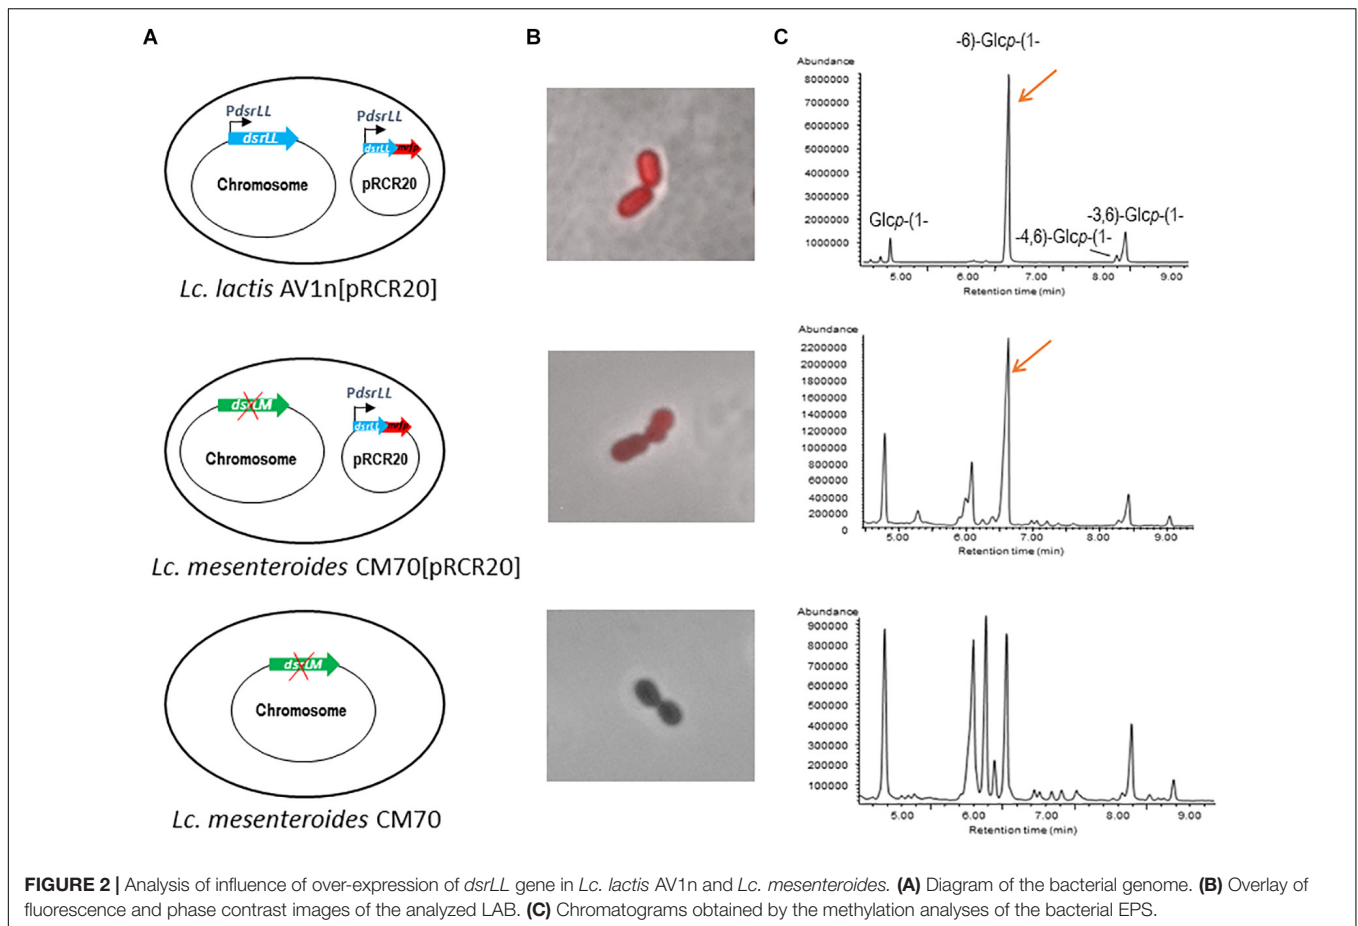 A
B
C
PdsrLL
dsrLL
Chromosome
PdsrLL
dsrLL mrfp
pRCR20
Lc. lactis AV1n[pRCR20]
-6)-Glcp-(1-
Abundance
8000000
7000000
6000000
5000000
4000000
3000000
2000000
1000000
Glcp-(1-
-4,6)-Glcp-(1-
-3,6)-Glcp-(1-
5.00 6.00 7.00 8.00 9.00
Retention time (min)
dsrLM
Chromosome
PdsrLL
dsrLL mrfp
pRCR20
Lc. mesenteroides CM70[pRCR20]
Abundance
2200000
2000000
1800000
1600000
1400000
1200000
1000000
800000
600000
400000
200000
0
5.00 6.00 7.00 8.00 9.00
Retention time (min)
dsrLM
Chromosome
Lc. mesenteroides CM70
Abundance
900000
800000
700000
600000
500000
400000
300000
200000
100000
5.00 6.00 7.00 8.00 9.00
Retention time (min)
FIGURE 2 | Analysis of influence of over-expression of dsrLL gene in Lc. lactis AV1n and Lc. mesenteroides. (A) Diagram of the bacterial genome. (B) Overlay of
fluorescence and phase contrast images of the analyzed LAB. (C) Chromatograms obtained by the methylation analyses of the bacterial EPS.